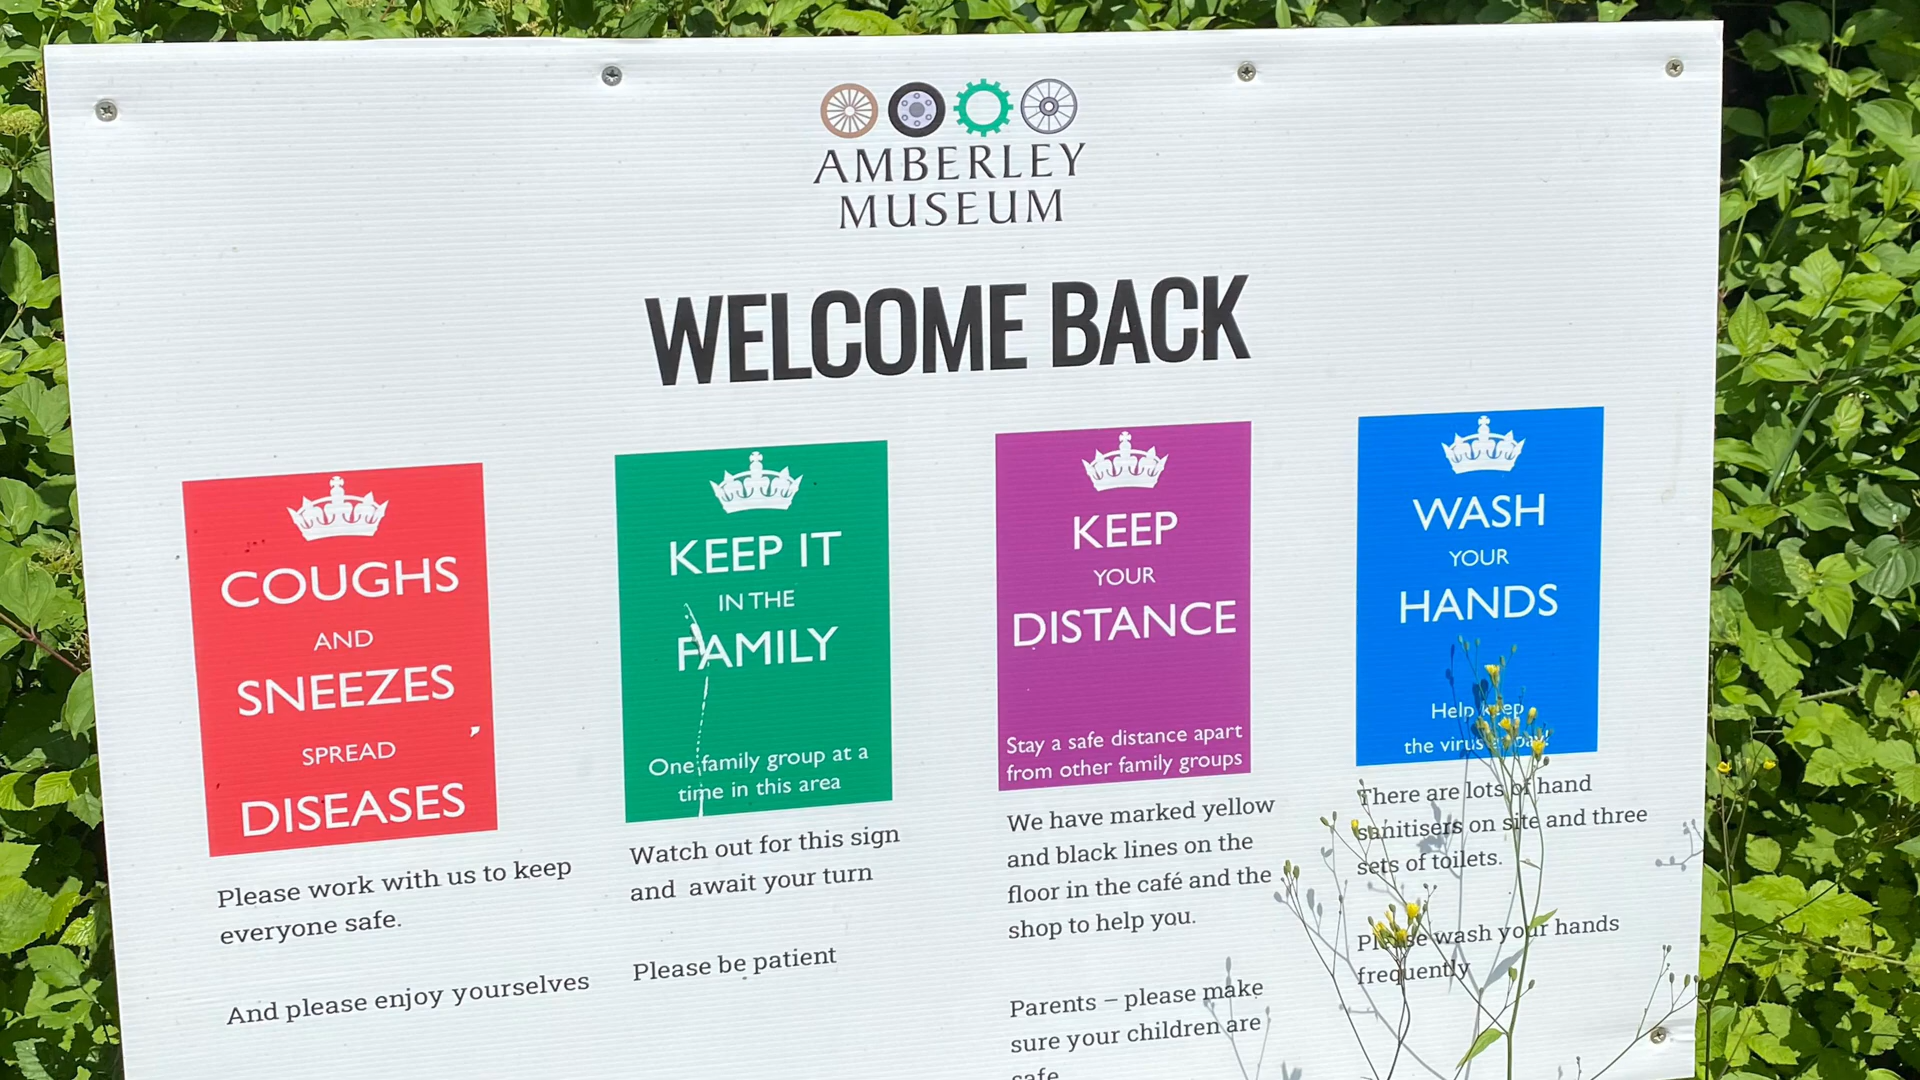 AMBERLEY
MUSEUM
WELCOME BACK
COUGHS
AND
SNEEZES
SPREAD
DISEASES
Please work with us to keep
everyone safe.
And please enjoy yourselves
KEEP IT
IN THE
FAMILY
One family group at a
time in this area
Watch out for this sign
and await your turn
Please be patient
KEEP
YOUR
DISTANCE
Stay a safe distance apart
from other family groups
We have marked yellow
and black lines on the
floor in the café and the
shop to help you.
Parents – please make
sure your children are
safe
WASH
YOUR
HANDS
Help keep
the virus at bay!
There are lots of hand
sanitisers on site and three
sets of toilets.
Please wash your hands
frequently